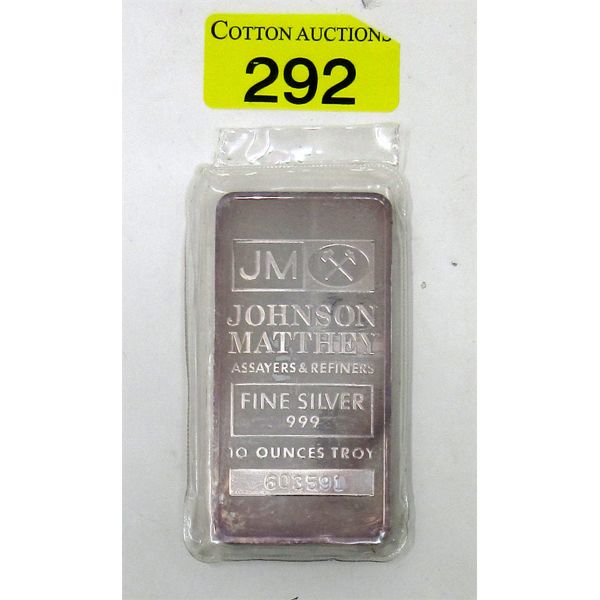 COTTON AUCTIONS
292
JM
JOHNSON
MATTHEY
ASSAYERS & REFINERS
FINE SILVER
999
10 OUNCES TROY
603591